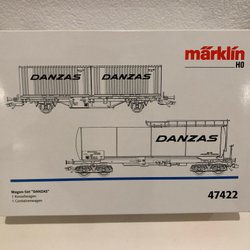 märklin
H0
DANZAS DANZAS
DANZAS
Wagen-Set "DANZAS"
1 Kesselwagen
1 Containerwagen
47422